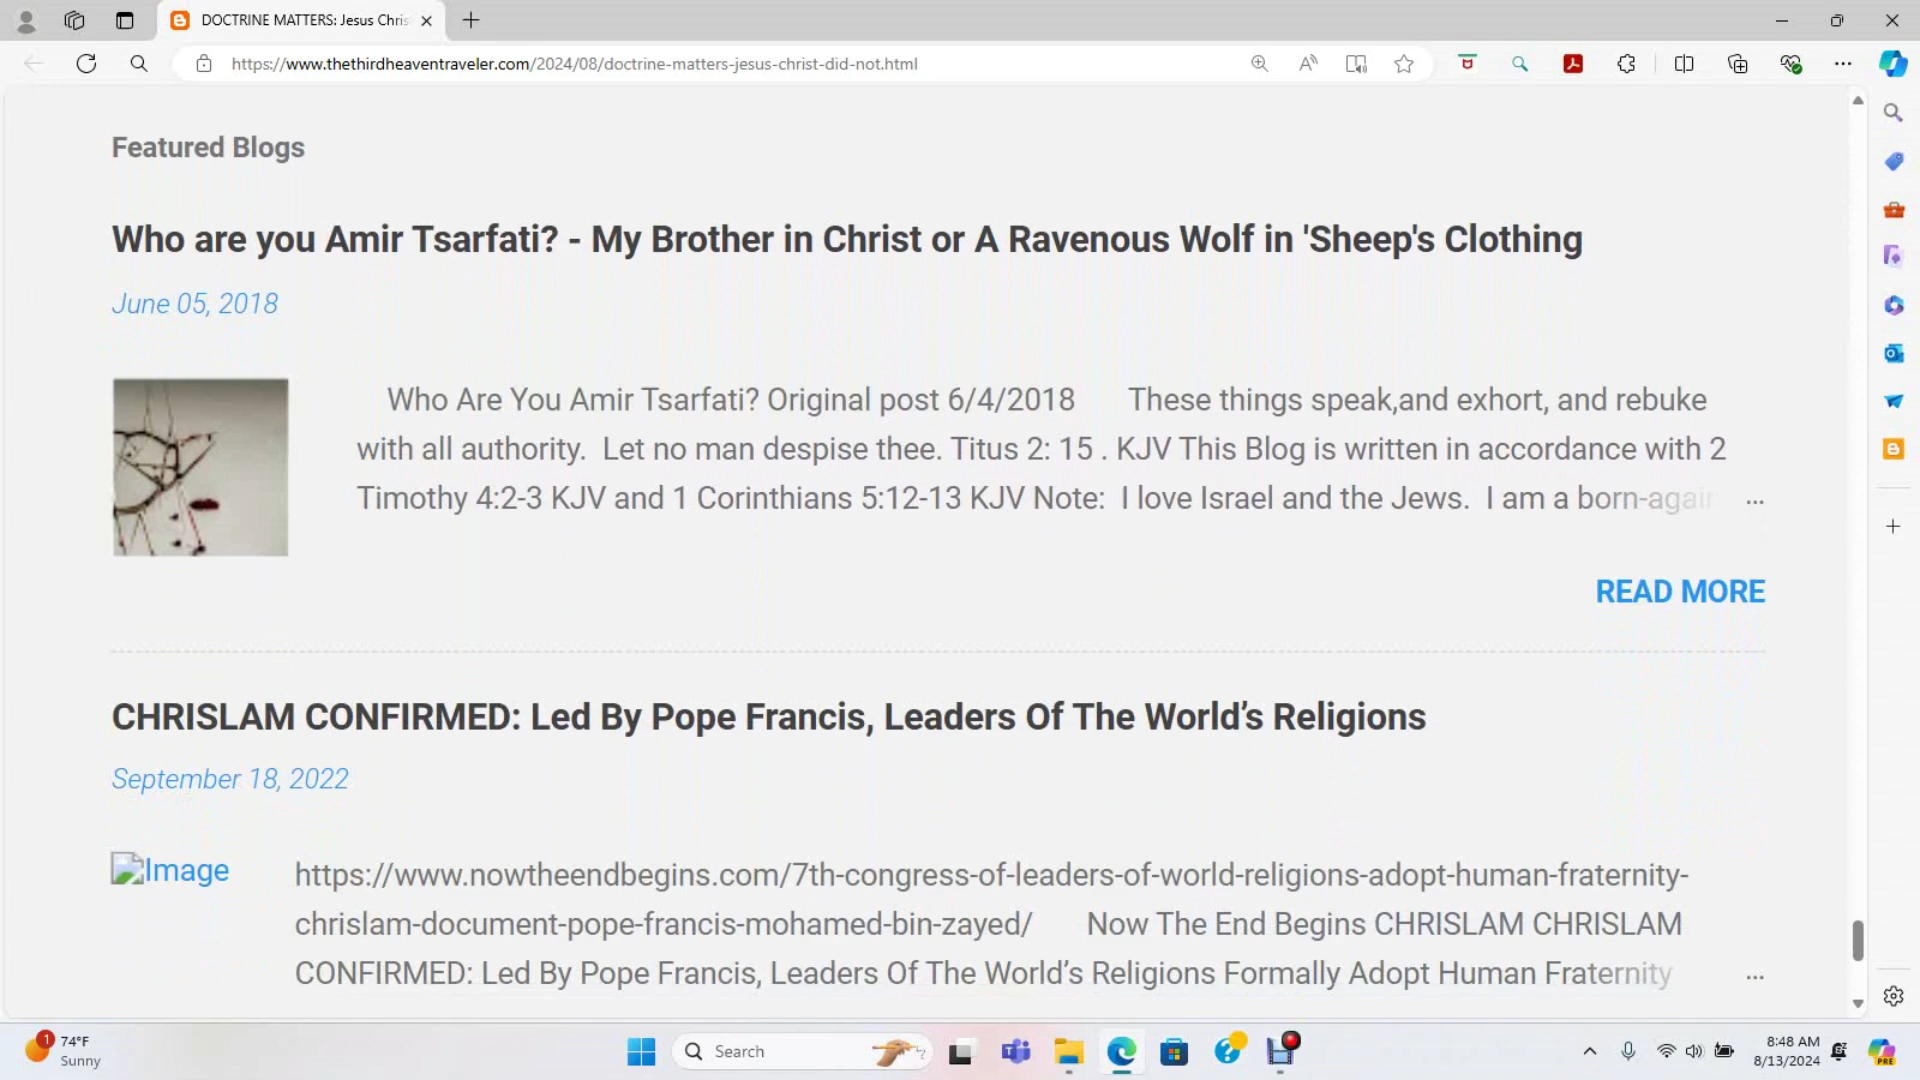 DOCTRINE MATTERS: Jesus Chris
https://www.thethirdheaventraveler.com/2024/08/doctrine-matters-jesus-christ-did-not.html
Featured Blogs
Who are you Amir Tsarfati? - My Brother in Christ or A Ravenous Wolf in 'Sheep's Clothing
June 05, 2018
Who Are You Amir Tsarfati? Original post 6/4/2018 These things speak,and exhort, and rebuke
with all authority. Let no man despise thee. Titus 2: 15 . KJV This Blog is written in accordance with 2
Timothy 4:2-3 KJV and 1 Corinthians 5:12-13 KJV Note: I love Israel and the Jews. I am a born-again ...
READ MORE
CHRISLAM CONFIRMED: Led By Pope Francis, Leaders Of The World’s Religions
September 18, 2022
Image
https://www.nowtheendbegins.com/7th-congress-of-leaders-of-world-religions-adopt-human-fraternity-
chrislam-document-pope-francis-mohamed-bin-zayed/ Now The End Begins CHRISLAM CHRISLAM
CONFIRMED: Led By Pope Francis, Leaders Of The World’s Religions Formally Adopt Human Fraternity ...
1
74°F
Sunny
Search
8:48 AM
8/13/2024
PRE